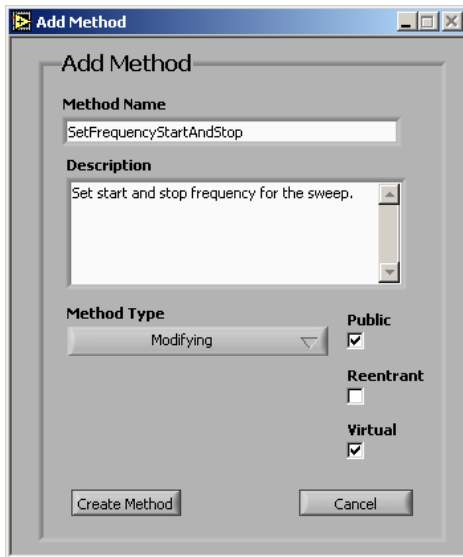 Add Method
Add Method
Method Name
SetFrequencyStartAndStop
Description
Set start and stop frequency for the sweep.
Method Type
Modifying
Public
Reentrant
Virtual
Create Method
Cancel